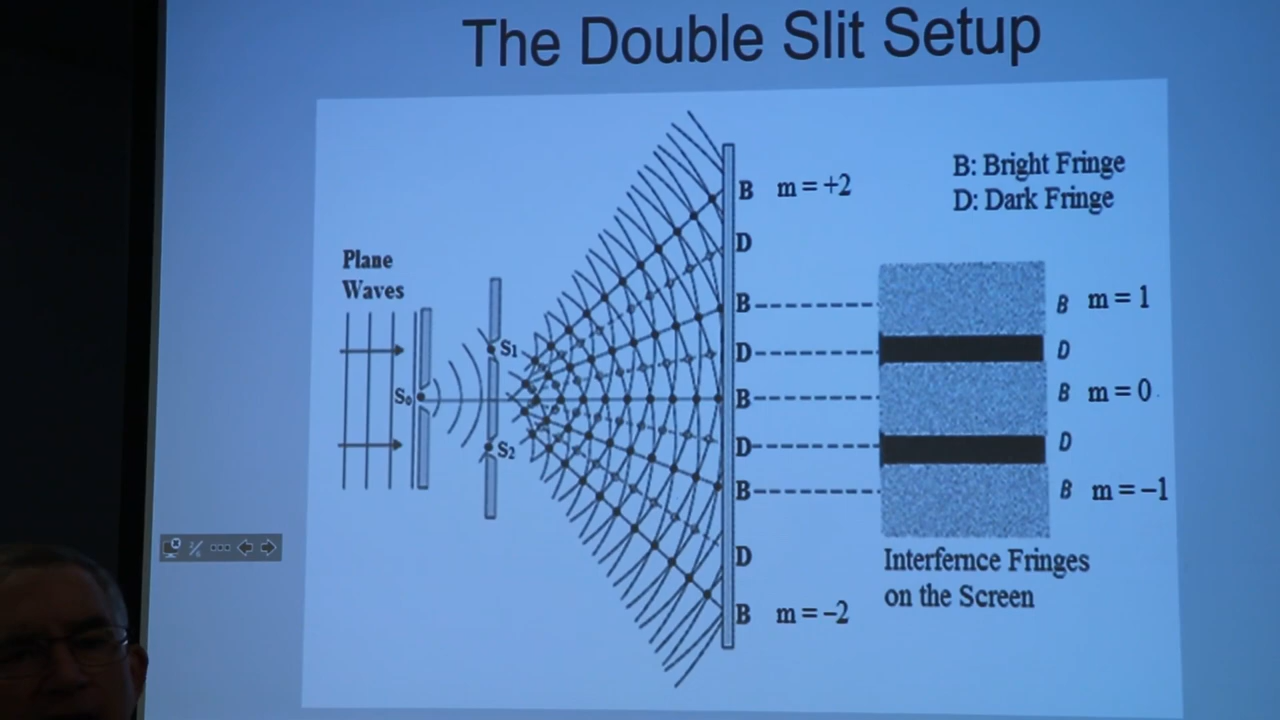 The Double Slit Setup
B: Bright Fringe
D: Dark Fringe
Plane
Waves
S₀
S₁
S₂
B m = +2
D
B
D
B
D
B
D
B m = −2
B m = 1
D
B m = 0
D
B m = −1
Interfernce Fringes
on the Screen